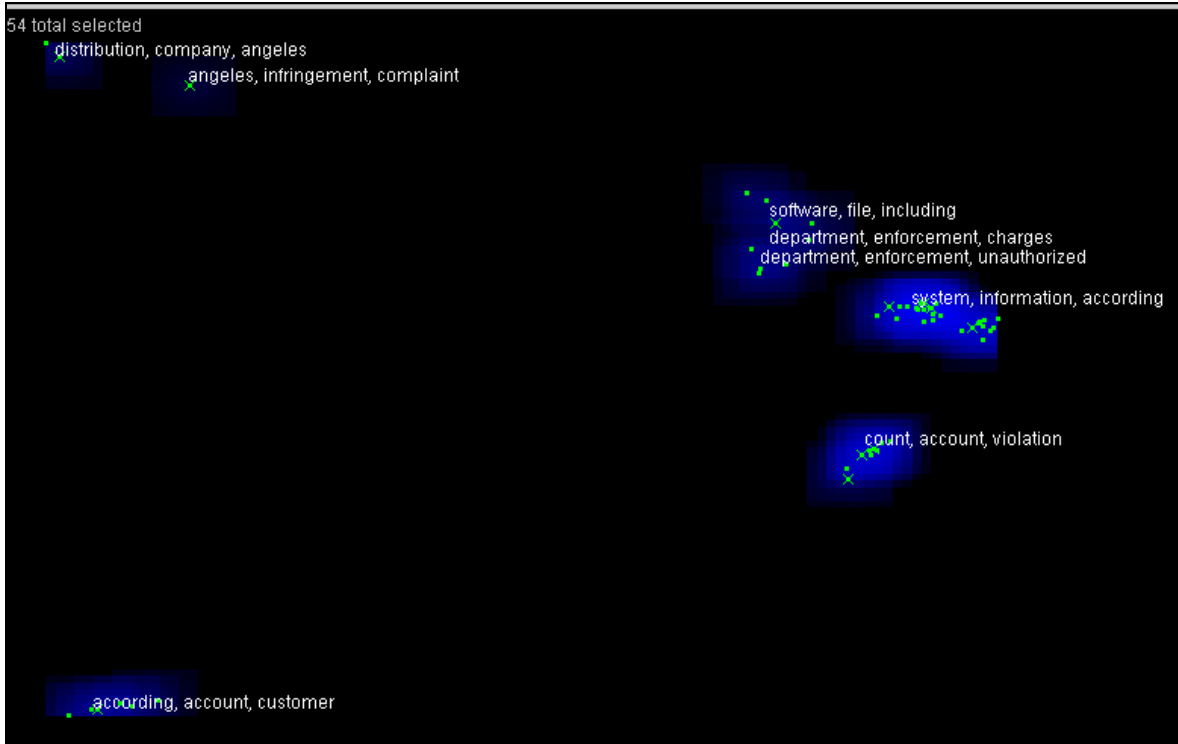 54 total selected
distribution, company, angeles
angeles, infringement, complaint
software, file, including
department, enforcement, charges
department, enforcement, unauthorized
system, information, according
count, account, violation
according, account, customer